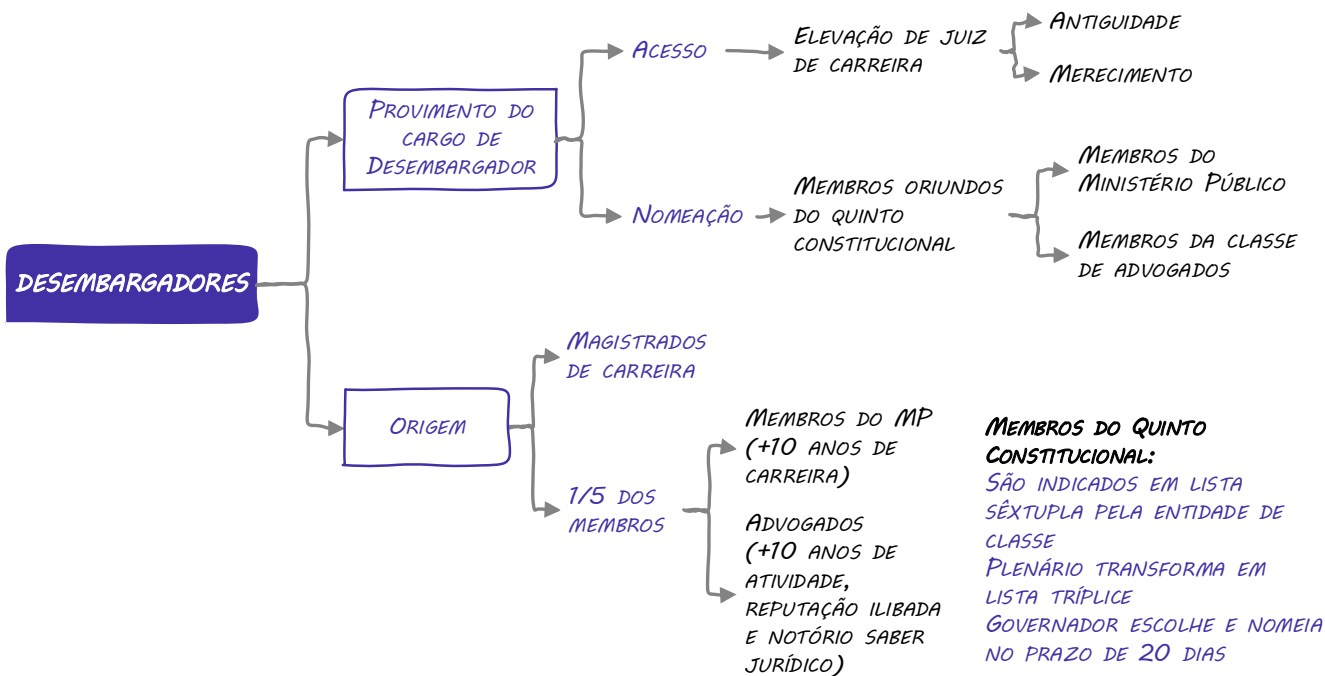 DESEMBARGADORES
PROVIMENTO DO
CARGO DE
DESEMBARGADOR
ACESSO
ELEVAÇÃO DE JUIZ
DE CARREIRA
ANTIGUIDADE
MERECIMENTO
NOMEAÇÃO
MEMBROS ORIUNDOS
DO QUINTO
CONSTITUCIONAL
MEMBROS DO
MINISTÉRIO PÚBLICO
MEMBROS DA CLASSE
DE ADVOGADOS
ORIGEM
MAGISTRADOS
DE CARREIRA
1/5 DOS
MEMBROS
MEMBROS DO MP
(+10 ANOS DE
CARREIRA)
ADVOGADOS
(+10 ANOS DE
ATIVIDADE,
REPUTAÇÃO ILIBADA
E NOTÓRIO SABER
JURÍDICO)
MEMBROS DO QUINTO
CONSTITUCIONAL:
SÃO INDICADOS EM LISTA
SÊXTUPLA PELA ENTIDADE DE
CLASSE
PLENÁRIO TRANSFORMA EM
LISTA TRÍPLICE
GOVERNADOR ESCOLHE E NOMEIA
NO PRAZO DE 20 DIAS